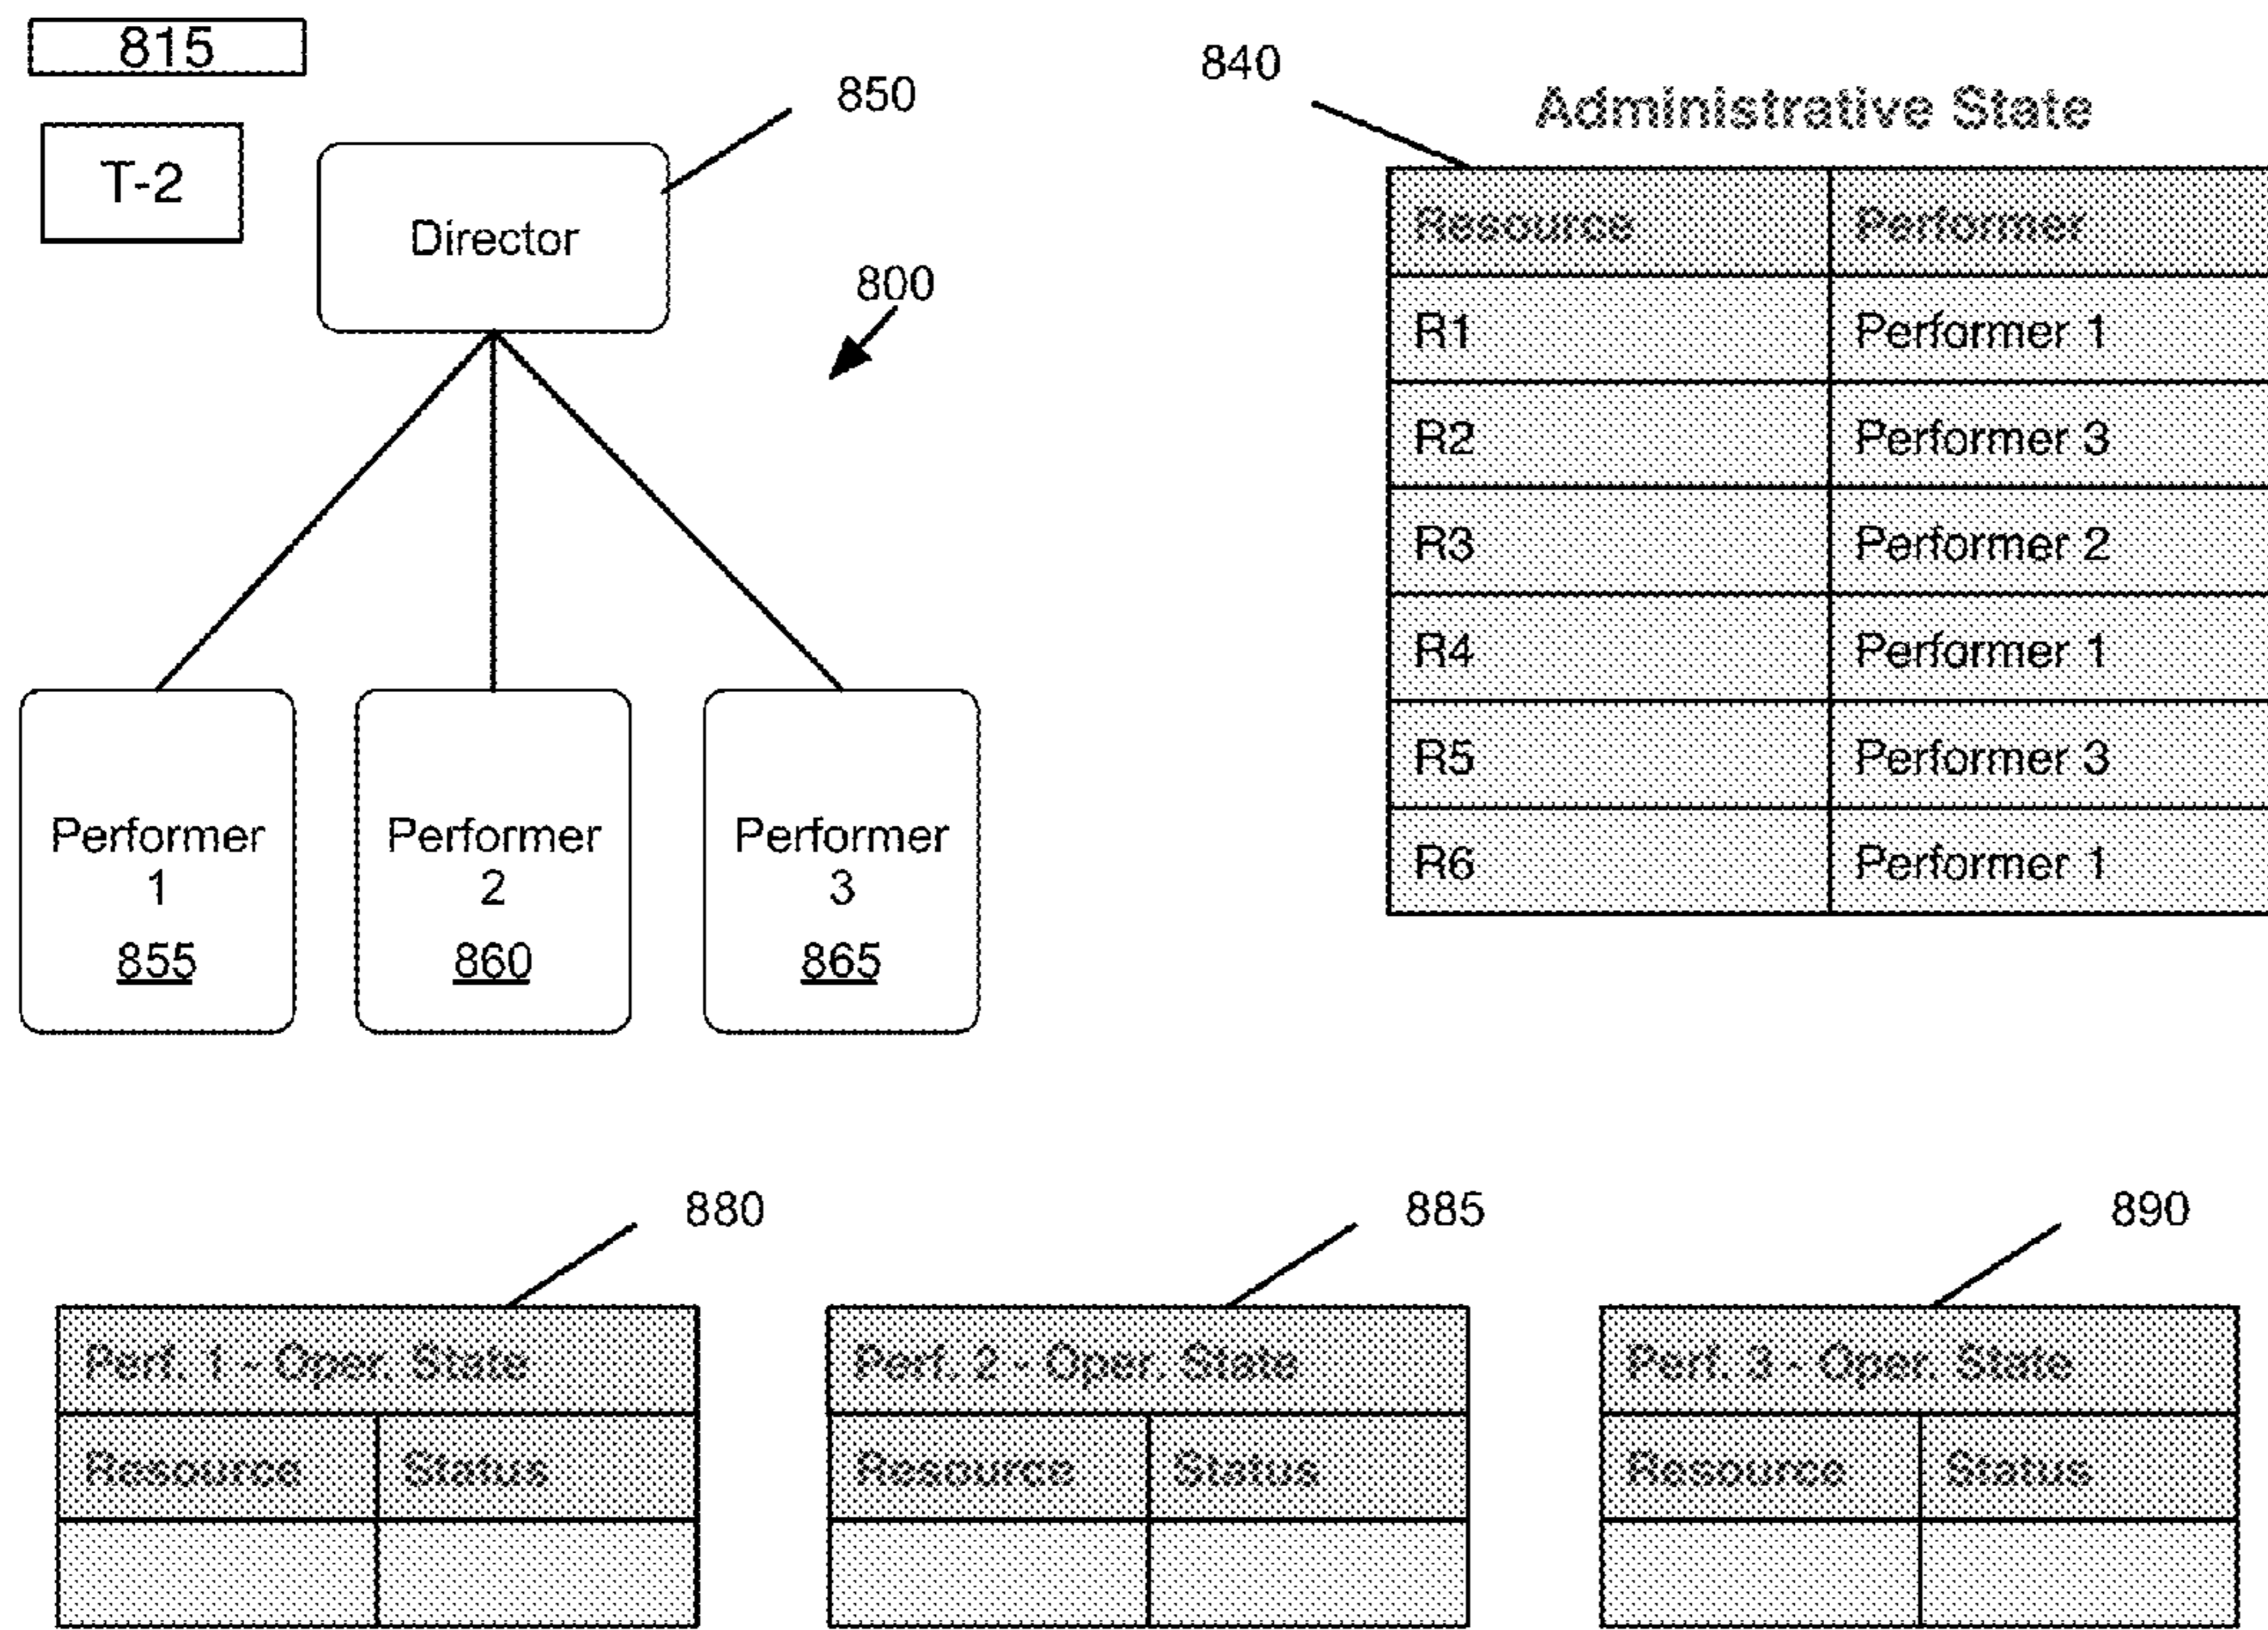 815
T-2
850
Director
800
Performer
1
855
Performer
2
860
Performer
3
865
840
Administrative State
Resource Performer
R1 Performer 1
R2 Performer 3
R3 Performer 2
R4 Performer 1
R5 Performer 3
R6 Performer 1
880
Perf. 1 - Oper. State
Resource Status
885
Perf. 2 - Oper. State
Resource Status
890
Perf. 3 - Oper. State
Resource Status